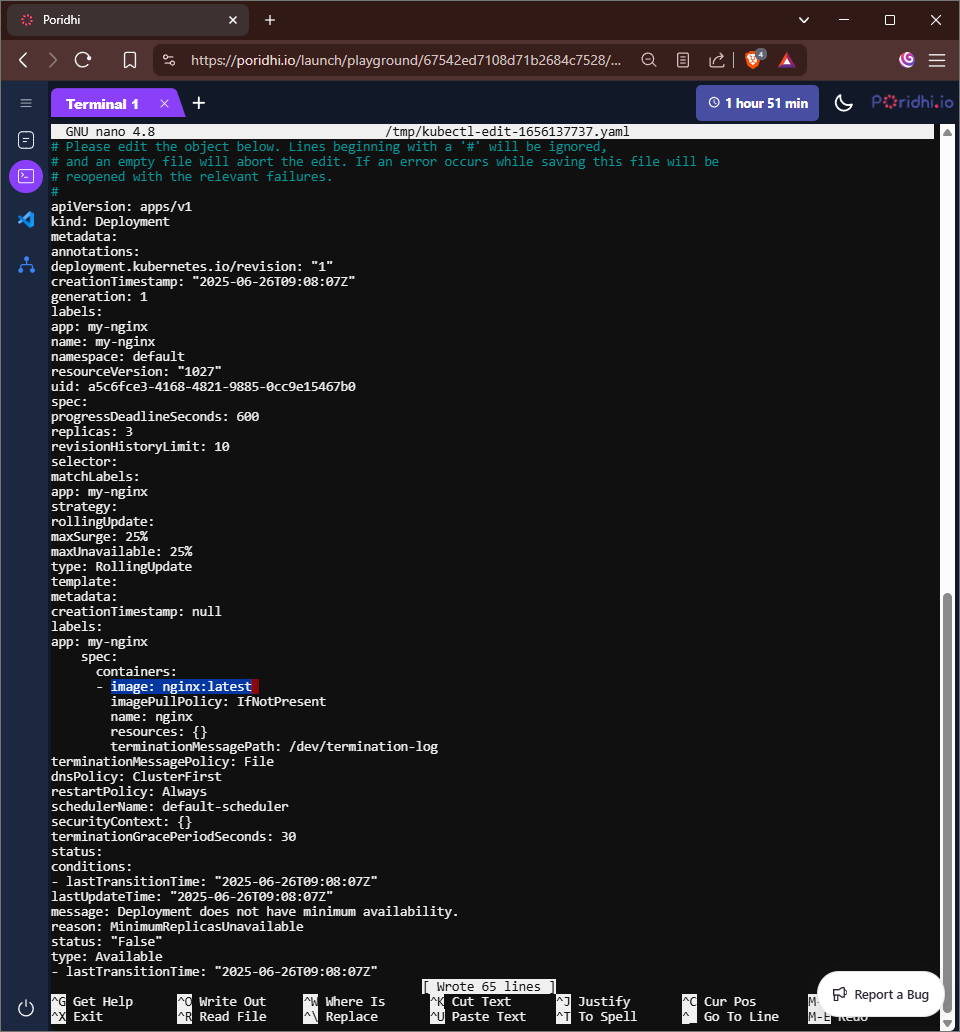 Poridhi
https://poridhi.io/launch/playground/67542ed7108d71b2684c7528/...
4
Terminal 1
1 hour 51 min
Poridhi.io
GNU nano 4.8 /tmp/kubectl-edit-1656137737.yaml
# Please edit the object below. Lines beginning with a '#' will be ignored,
# and an empty file will abort the edit. If an error occurs while saving this file will be
# reopened with the relevant failures.
#
apiVersion: apps/v1
kind: Deployment
metadata:
annotations:
deployment.kubernetes.io/revision: "1"
creationTimestamp: "2025-06-26T09:08:07Z"
generation: 1
labels:
app: my-nginx
name: my-nginx
namespace: default
resourceVersion: "1027"
uid: a5c6fce3-4168-4821-9885-0cc9e15467b0
spec:
progressDeadlineSeconds: 600
replicas: 3
revisionHistoryLimit: 10
selector:
matchLabels:
app: my-nginx
strategy:
rollingUpdate:
maxSurge: 25%
maxUnavailable: 25%
type: RollingUpdate
template:
metadata:
creationTimestamp: null
labels:
app: my-nginx
    spec:
      containers:
      - image: nginx:latest
        imagePullPolicy: IfNotPresent
        name: nginx
        resources: {}
        terminationMessagePath: /dev/termination-log
terminationMessagePolicy: File
dnsPolicy: ClusterFirst
restartPolicy: Always
schedulerName: default-scheduler
securityContext: {}
terminationGracePeriodSeconds: 30
status:
conditions:
- lastTransitionTime: "2025-06-26T09:08:07Z"
lastUpdateTime: "2025-06-26T09:08:07Z"
message: Deployment does not have minimum availability.
reason: MinimumReplicasUnavailable
status: "False"
type: Available
- lastTransitionTime: "2025-06-26T09:08:07Z"
[ Wrote 65 lines ]
^G Get Help ^O Write Out ^W Where Is ^K Cut Text ^J Justify ^C Cur Pos
^X Exit ^R Read File ^\ Replace ^U Paste Text ^T To Spell ^_ Go To Line M-E Redo
Report a Bug